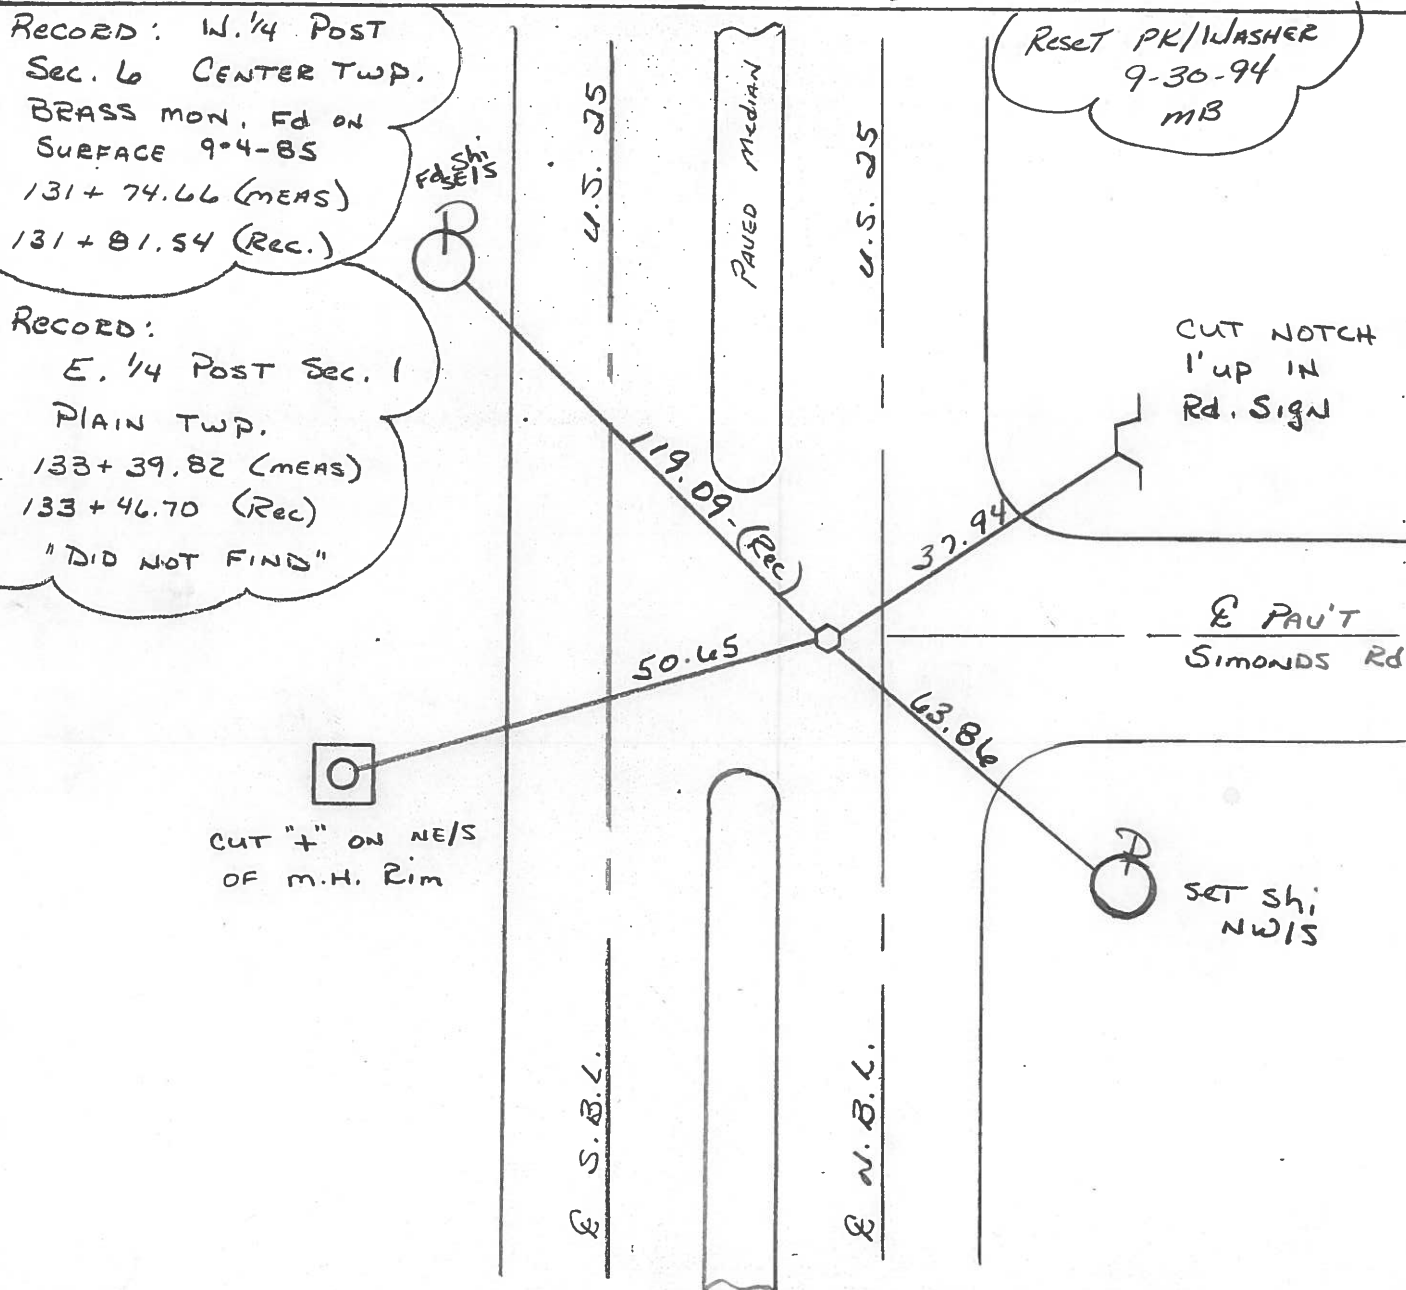 RECORD: W. 1/4 POST
Sec. 6 CENTER TWP.
BRASS MON. Fd ON
SURFACE 9-4-85
131 + 74.66 (MEAS)
131 + 81.54 (Rec.)
RECORD:
E. 1/4 POST Sec. 1
PLAIN TWP.
133 + 39.82 (MEAS)
133 + 46.70 (Rec)
"DID NOT FIND"
Fd Shi
SE/S
U.S. 25
PAVED MEDIAN
U.S. 25
RESET PK/WASHER
9-30-94
MB
CUT NOTCH
1' UP IN
Rd. SIGN
119.09-(Rec)
37.94
50.65
63.86
℄ PAV'T
SIMONDS Rd
CUT "+" ON NE/S
OF M.H. Rim
SET Shi
NW/S
℄ S.B.L.
℄ N.B.L.